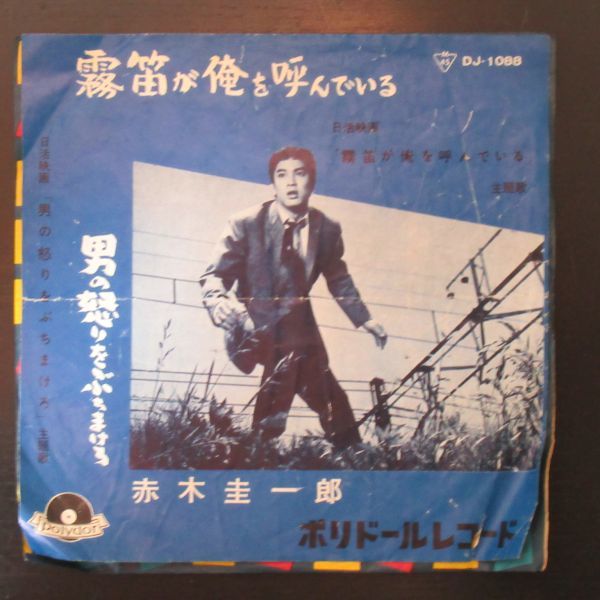 霧笛が俺を呼んでいる
45
DJ-1088
日活映画
「霧笛が俺を呼んでいる」
主題歌
日活映画「男の怒りをぶちまけろ」主題歌
男の怒りをぶちまけろ
赤木圭一郎
Polydor
ポリドールレコード